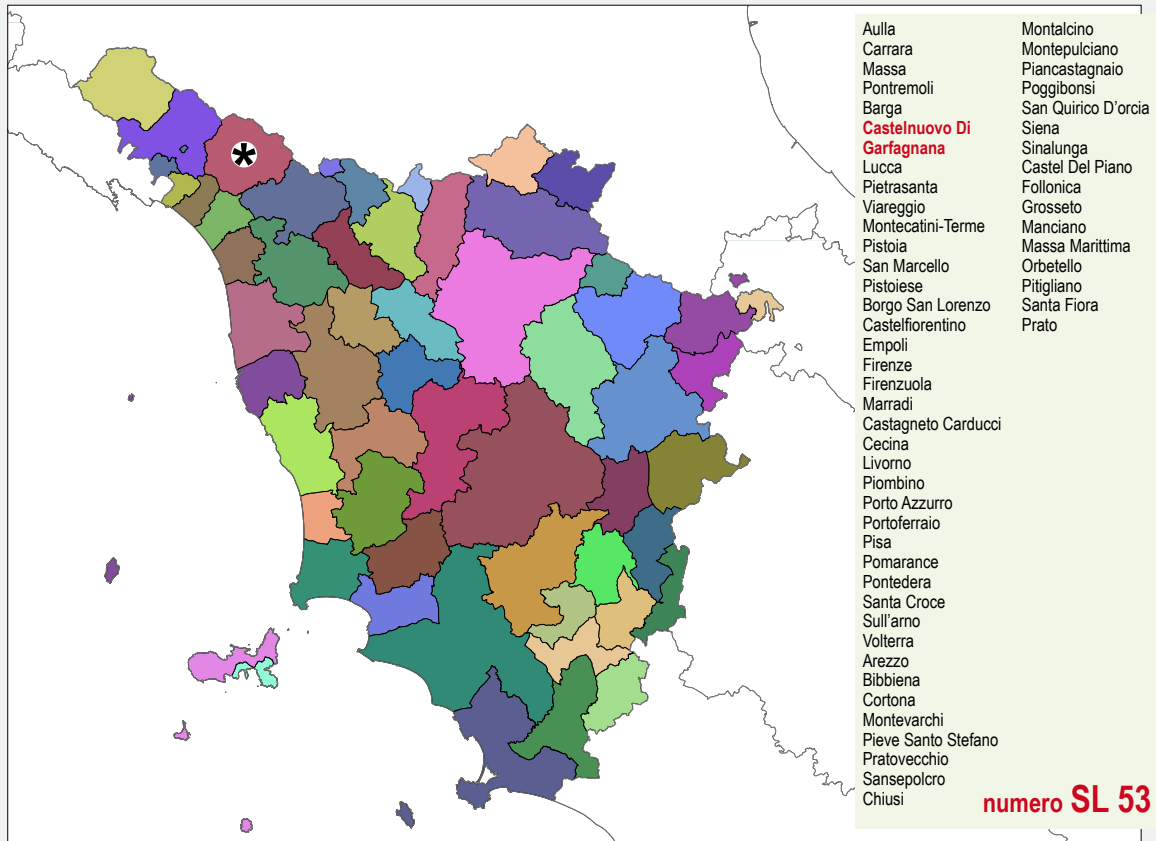 Aulla
Carrara
Massa
Pontremoli
Barga
Castelnuovo Di
Garfagnana
Lucca
Pietrasanta
Viareggio
Montecatini-Terme
Pistoia
San Marcello
Pistoiese
Borgo San Lorenzo
Castelfiorentino
Empoli
Firenze
Firenzuola
Marradi
Castagneto Carducci
Cecina
Livorno
Piombino
Porto Azzurro
Portoferraio
Pisa
Pomarance
Pontedera
Santa Croce
Sull'arno
Volterra
Arezzo
Bibbiena
Cortona
Montevarchi
Pieve Santo Stefano
Pratovecchio
Sansepolcro
Chiusi
Montalcino
Montepulciano
Piancastagnaio
Poggibonsi
San Quirico D'orcia
Siena
Sinalunga
Castel Del Piano
Follonica
Grosseto
Manciano
Massa Marittima
Orbetello
Pitigliano
Santa Fiora
Prato
numero SL 53